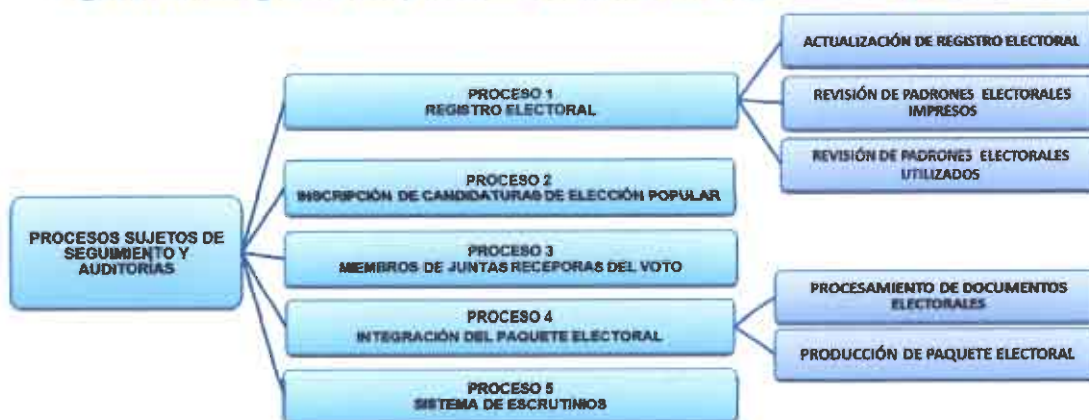 PROCESOS SUJETOS DE
SEGUIMIENTO Y
AUDITORIAS
PROCESO 1
REGISTRO ELECTORAL
ACTUALIZACIÓN DE REGISTRO ELECTORAL
REVISIÓN DE PADRONES ELECTORALES
IMPRESOS
REVISIÓN DE PADRONES ELECTORALES
UTILIZADOS
PROCESO 2
INSCRIPCIÓN DE CANDIDATURAS DE ELECCIÓN POPULAR
PROCESO 3
MIEMBROS DE JUNTAS RECEPORAS DEL VOTO
PROCESO 4
INTEGRACIÓN DEL PAQUETE ELECTORAL
PROCESAMIENTO DE DOCUMENTOS
ELECTORALES
PRODUCCIÓN DE PAQUETE ELECTORAL
PROCESO 5
SISTEMA DE ESCRUTINIOS